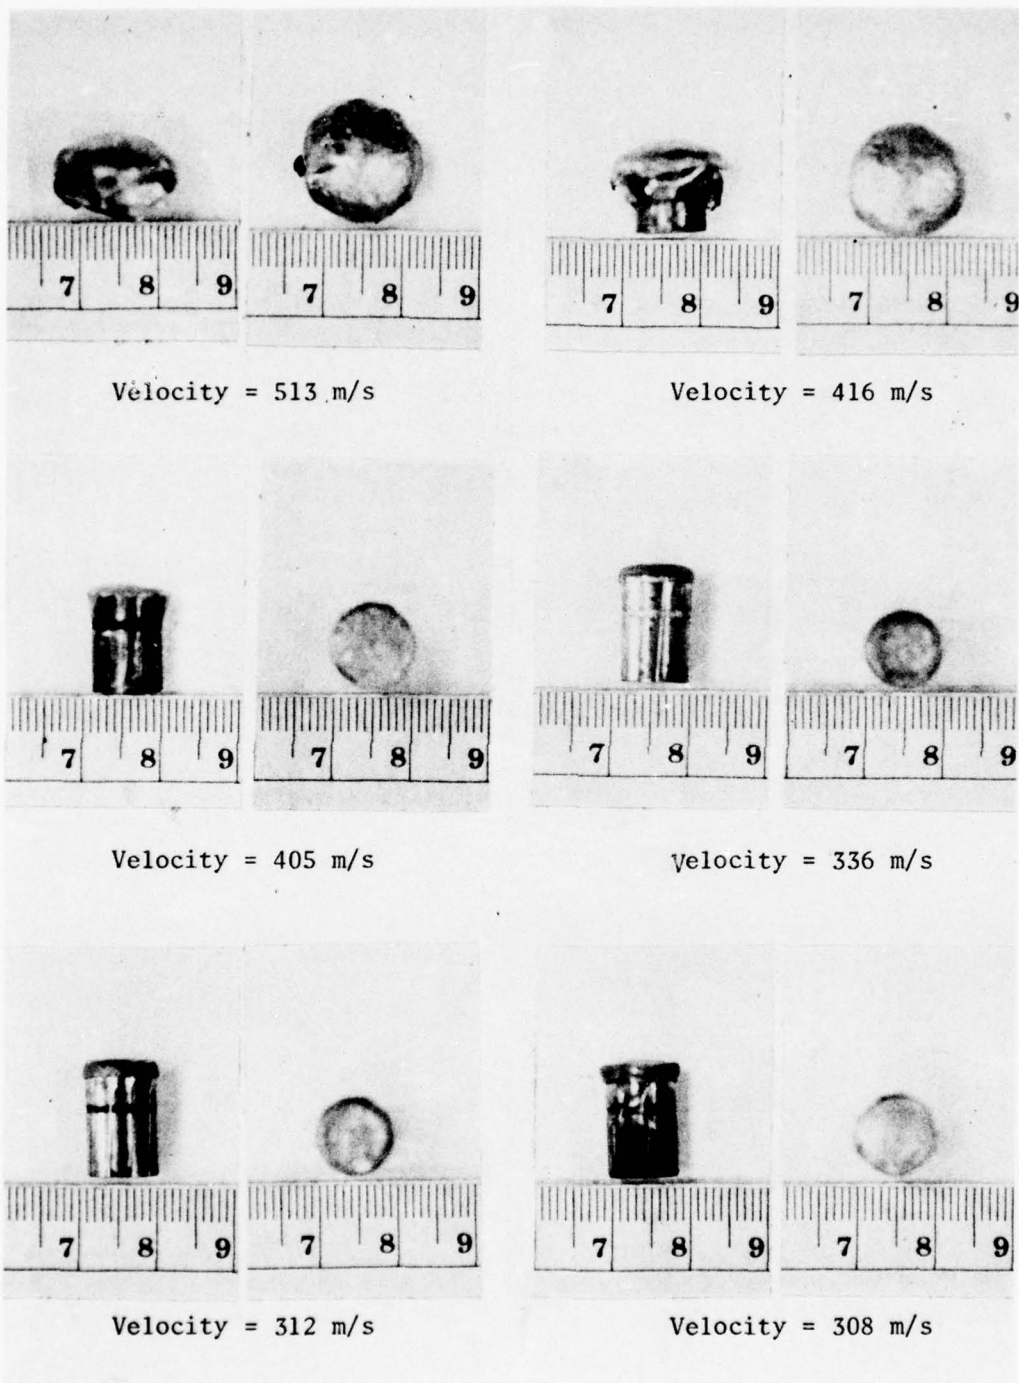 7 8 9 7 8 9 7 8 9 7 8 9
Velocity = 513 m/s Velocity = 416 m/s
7 8 9 7 8 9 7 8 9 7 8 9
Velocity = 405 m/s Velocity = 336 m/s
7 8 9 7 8 9 7 8 9 7 8 9
Velocity = 312 m/s Velocity = 308 m/s